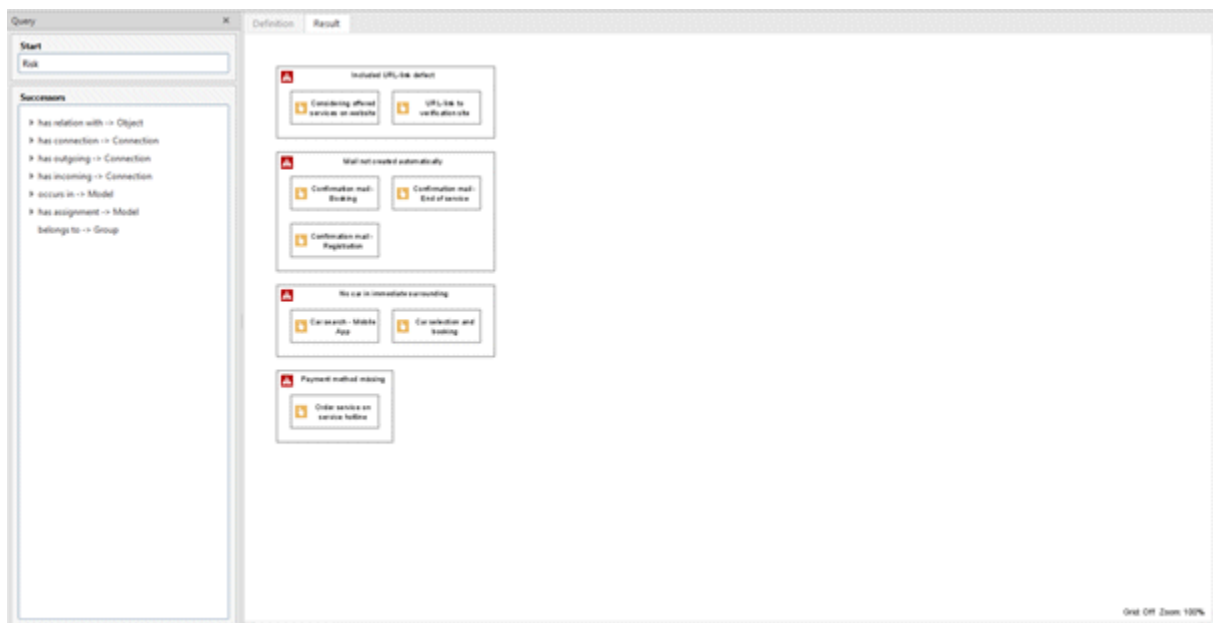 Query
Start
Risk
Successors
has relation with -> Object
has connection -> Connection
has outgoing -> Connection
has incoming -> Connection
occurs in -> Model
has assignment -> Model
belongs to -> Group
Definition
Result
Included URL-link defect
Considering offered
services on website
URL-link to
verification site
Mail not created automatically
Confirmation mail -
Booking
Confirmation mail -
End of service
Confirmation mail -
Registration
No car in immediate surrounding
Car search - Mobile
App
Car selection and
booking
Payment method missing
Order service on
service hotline
Grid: Off Zoom: 100%